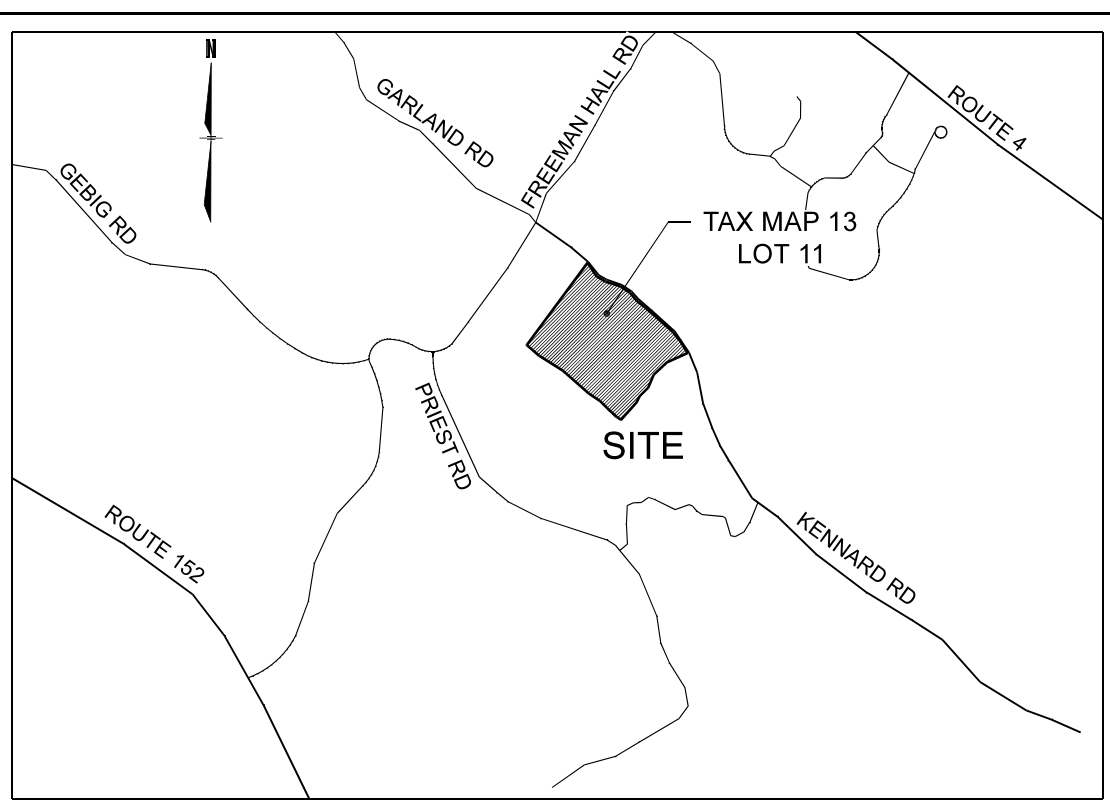 N
GARLAND RD
FREEMAN HALL RD
ROUTE 4
GEBIG RD
TAX MAP 13
LOT 11
PRIEST RD
SITE
ROUTE 152
KENNARD RD